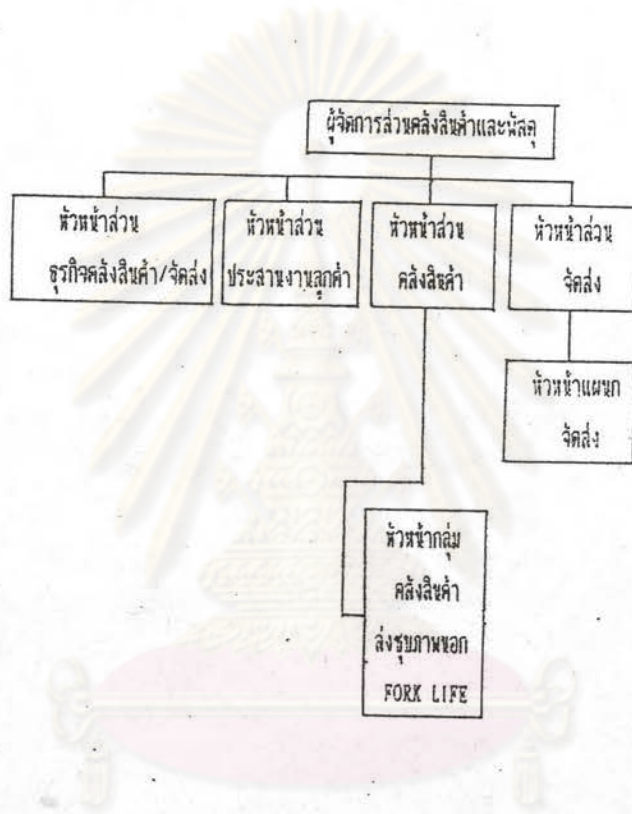 ผู้จัดการส่วนคลังสินค้าและพัสดุ
หัวหน้าส่วน
ธุรกิจคลังสินค้า/จัดส่ง
หัวหน้าส่วน
ประสานงานลูกค้า
หัวหน้าส่วน
คลังสินค้า
หัวหน้าส่วน
จัดส่ง
หัวหน้าแผนก
จัดส่ง
หัวหน้ากลุ่ม
คลังสินค้า
ส่งชุบภาพนอก
FORK LIFE